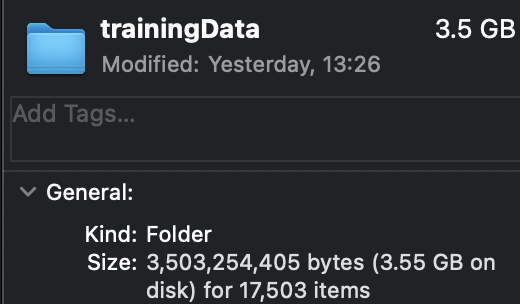 trainingData 3.5 GB
Modified: Yesterday, 13:26
Add Tags...
General:
Kind: Folder
Size: 3,503,254,405 bytes (3.55 GB on
disk) for 17,503 items